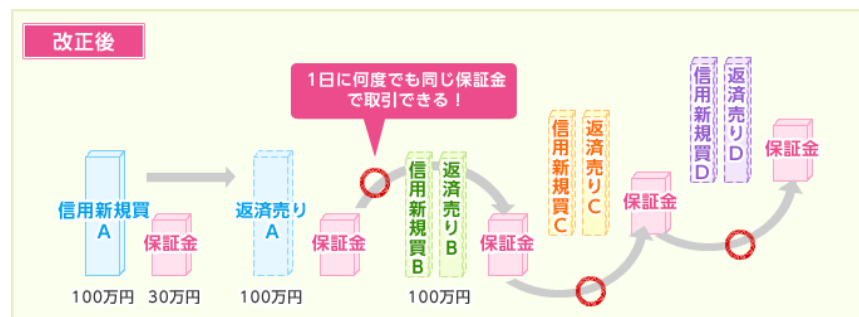 改正後
1日に何度でも同じ保証金
で取引できる！
信用新規買
A
保証金
返済売り
A
保証金
信用新規買B
返済売りB
保証金
信用新規買C
返済売りC
保証金
信用新規買D
返済売りD
保証金
100万円
30万円
100万円
100万円